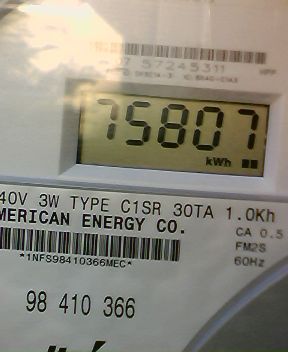 57245311
75807
kWh
40V 3W TYPE C1SR 30TA 1.0Kh
MERICAN ENERGY CO.
CA 0.5
FM2S
*1NFS98410366MEC*
60Hz
98 410 366